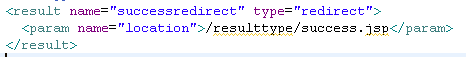 <result name="successredirect" type="redirect">
<param name="location">/resulttype/success.jsp</param>
</result>